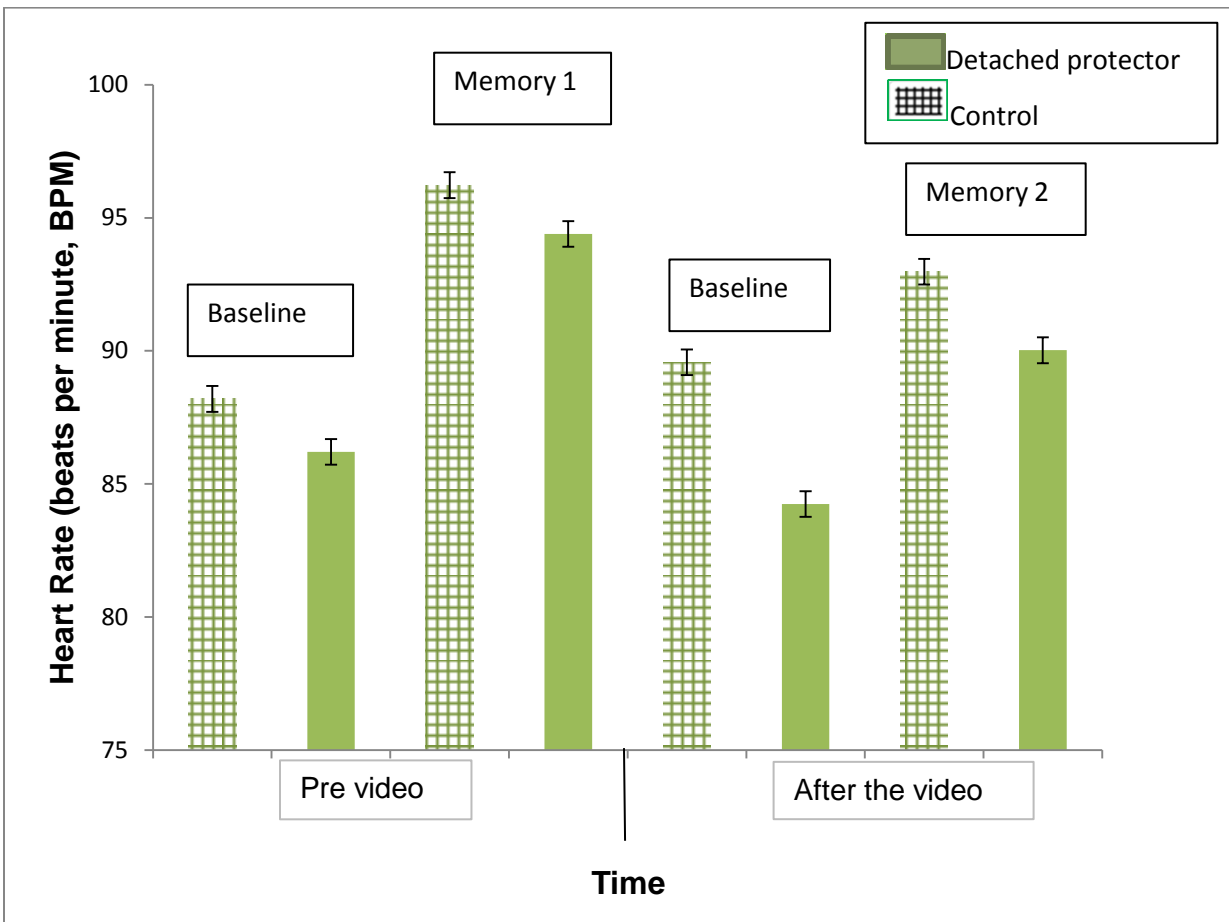 Detached protector
Control
Memory 1
Memory 2
Baseline
Baseline
Heart Rate (beats per minute, BPM)
100
95
90
85
80
75
Pre video
After the video
Time